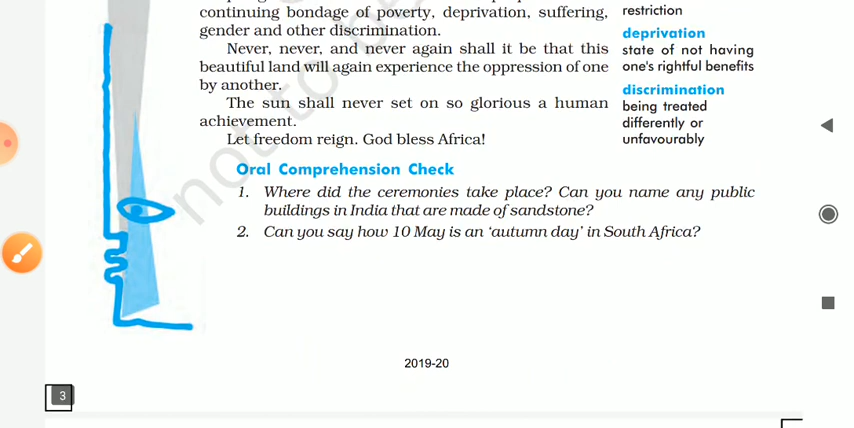 continuing bondage of poverty, deprivation, suffering,
gender and other discrimination.
Never, never, and never again shall it be that this
beautiful land will again experience the oppression of one
by another.
The sun shall never set on so glorious a human
achievement.
Let freedom reign. God bless Africa!
restriction
deprivation
state of not having
one's rightful benefits
discrimination
being treated
differently or
unfavourably
Oral Comprehension Check
1. Where did the ceremonies take place? Can you name any public
buildings in India that are made of sandstone?
2. Can you say how 10 May is an ‘autumn day’ in South Africa?
2019-20
3
not to b